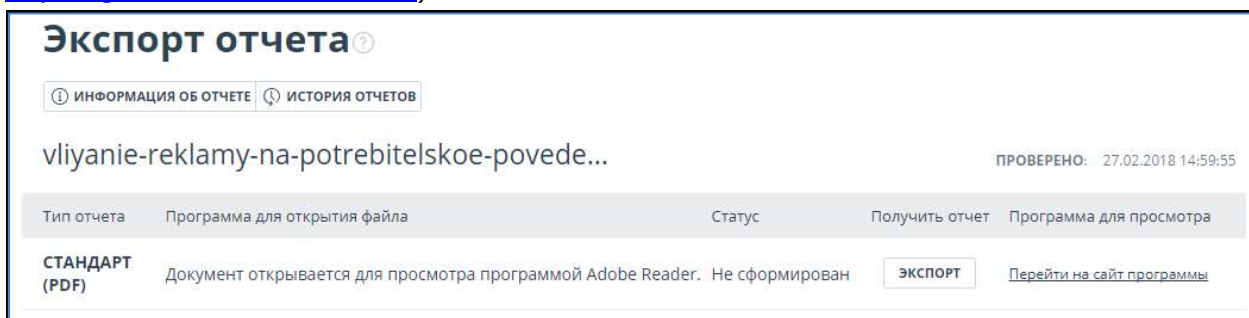 Экспорт отчета
ИНФОРМАЦИЯ ОБ ОТЧЕТЕ ИСТОРИЯ ОТЧЕТОВ
vliyanie-reklamy-na-potrebitelskoe-povede...
ПРОВЕРЕНО: 27.02.2018 14:59:55
Тип отчета Программа для открытия файла Статус Получить отчет Программа для просмотра
СТАНДАРТ (PDF) Документ открывается для просмотра программой Adobe Reader. Не сформирован ЭКСПОРТ Перейти на сайт программы